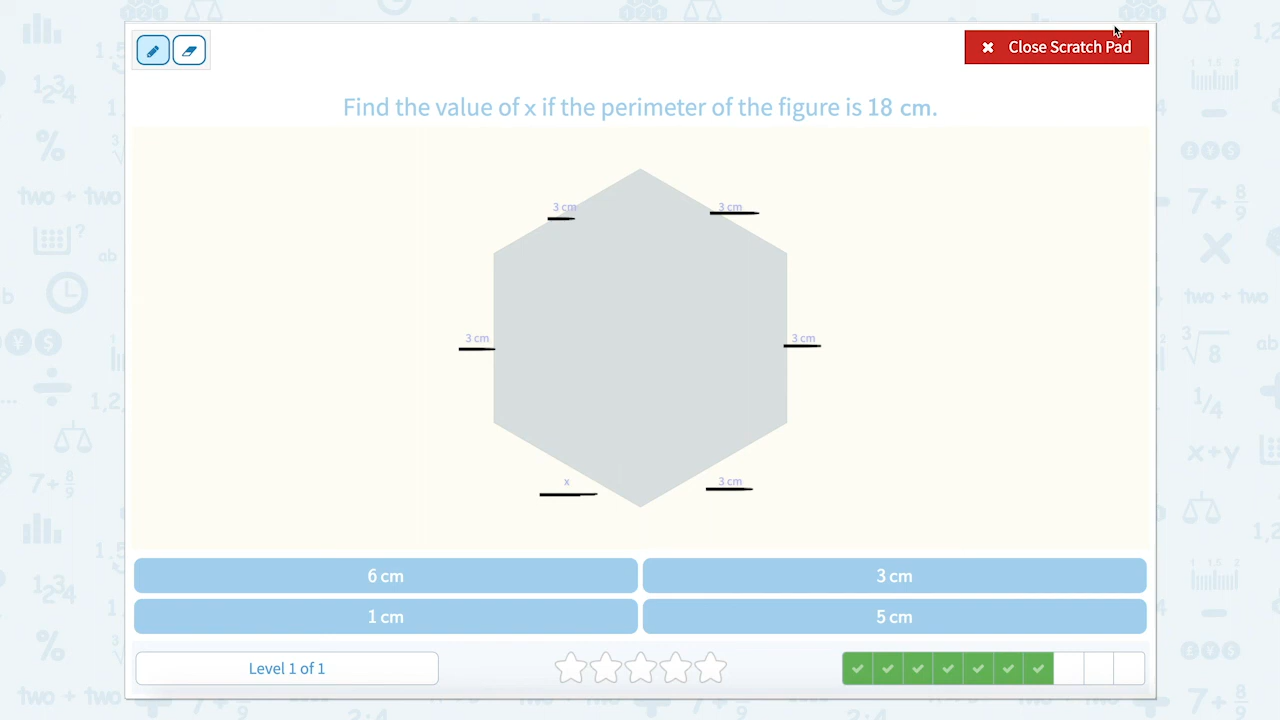 Close Scratch Pad
Find the value of x if the perimeter of the figure is 18 cm.
3 cm
3 cm
3 cm
3 cm
x
3 cm
6 cm
3 cm
1 cm
5 cm
Level 1 of 1